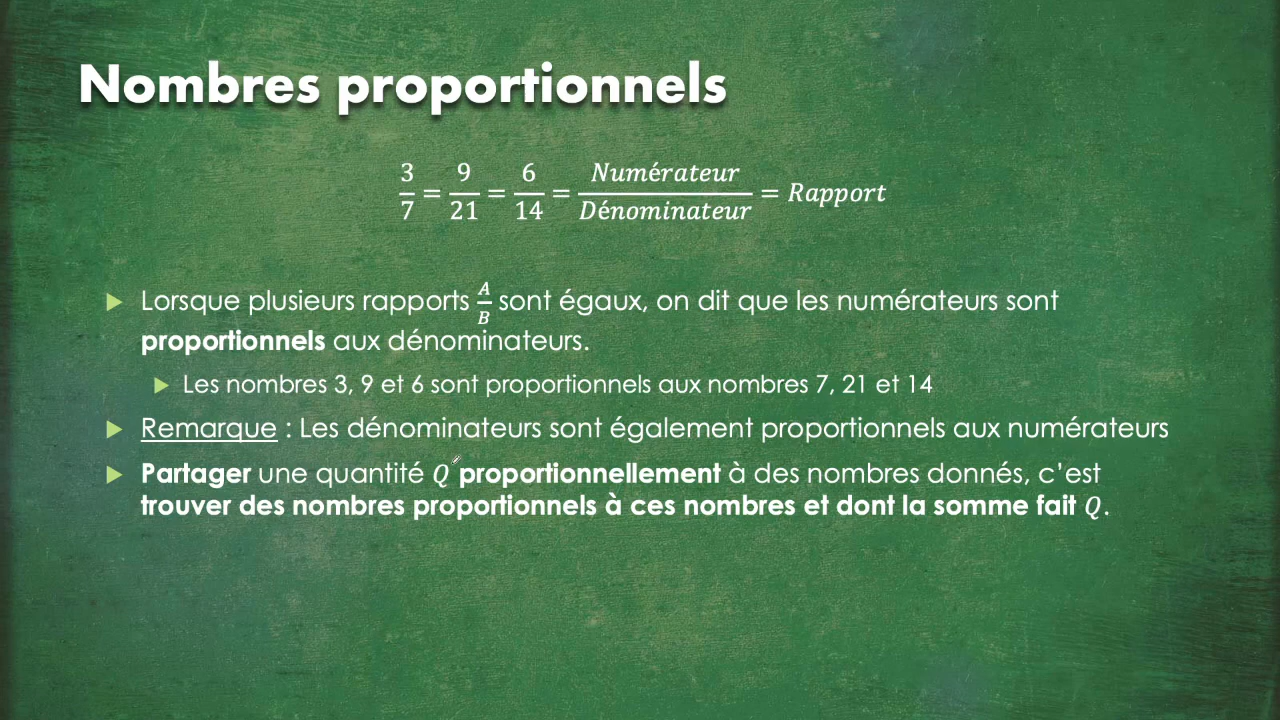 Nombres proportionnels
3/7 = 9/21 = 6/14 = Numérateur/Dénominateur = Rapport
Lorsque plusieurs rapports A/B sont égaux, on dit que les numérateurs sont
proportionnels aux dénominateurs.
Les nombres 3, 9 et 6 sont proportionnels aux nombres 7, 21 et 14
Remarque : Les dénominateurs sont également proportionnels aux numérateurs
Partager une quantité Q proportionnellement à des nombres donnés, c’est
trouver des nombres proportionnels à ces nombres et dont la somme fait Q.